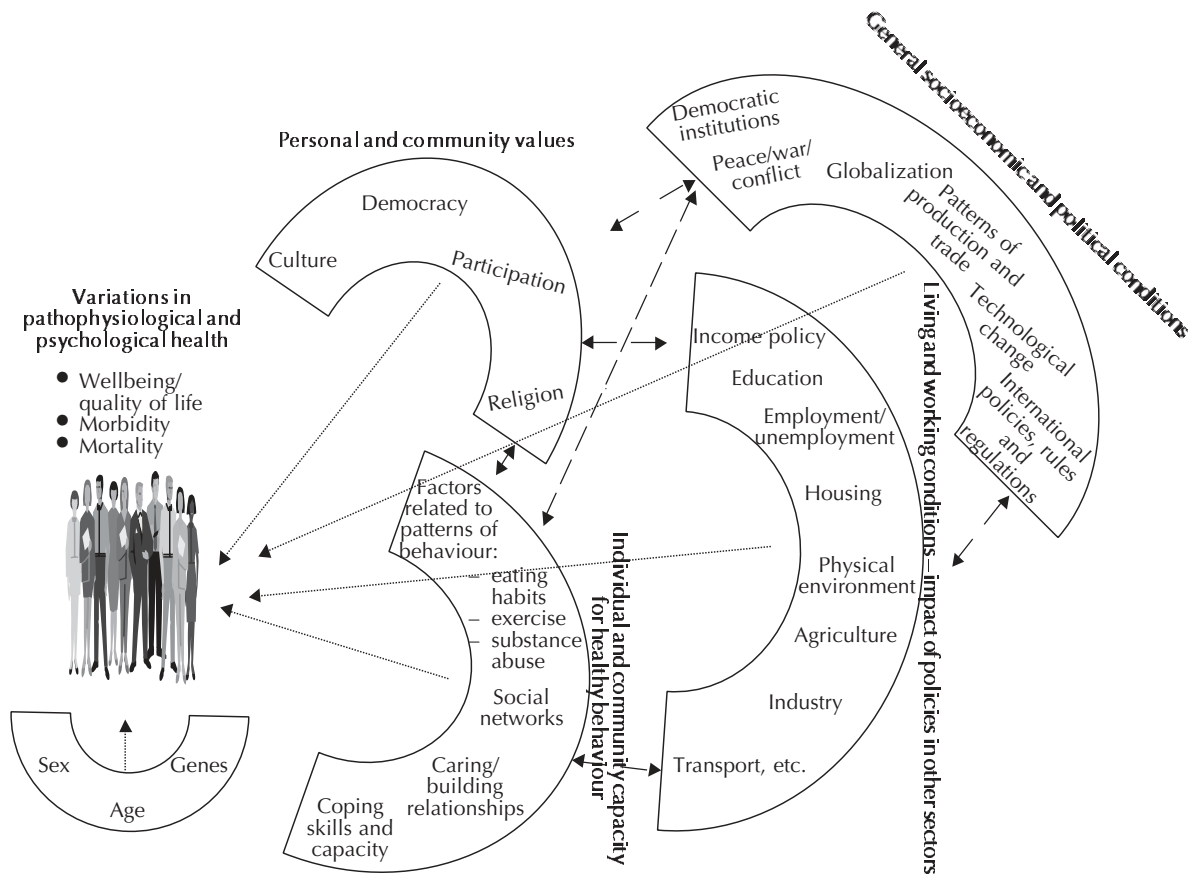 General socioeconomic and political conditions
Democratic
institutions
Peace/war/
conflict
Globalization
Patterns of
production and
trade
Technological
change
International
policies, rules
and
regulations
Personal and community values
Democracy
Culture
Participation
Religion
Variations in
pathophysiological and
psychological health
● Wellbeing/
quality of life
● Morbidity
● Mortality
Sex
Age
Genes
Factors
related to
patterns of
behaviour:
– eating
habits
– exercise
– substance
abuse
Social
networks
Caring/
building
relationships
Coping
skills and
capacity
Individual and community capacity
for healthy behaviour
Income policy
Education
Employment/
unemployment
Housing
Physical
environment
Agriculture
Industry
Transport, etc.
Living and working conditions – impact of policies in other sectors